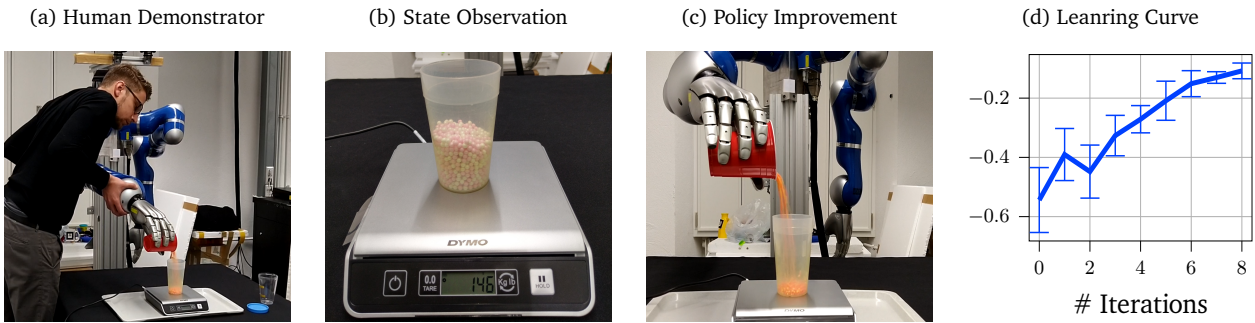 (a) Human Demonstrator
(b) State Observation
(c) Policy Improvement
(d) Leanring Curve
DYMO
0.0
TARE
146
Kg lb
HOLD
DYMO
−0.2
−0.4
−0.6
0 2 4 6 8
# Iterations